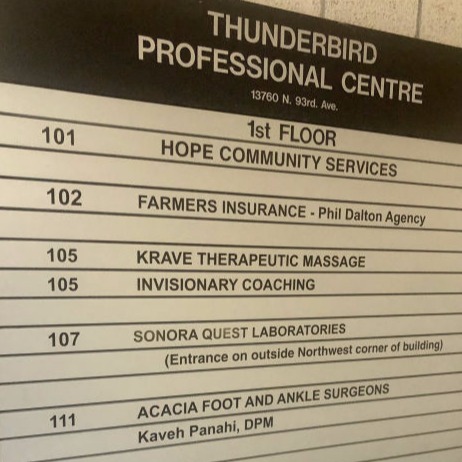 THUNDERBIRD
PROFESSIONAL CENTRE
13760 N. 93rd. Ave.
1st FLOOR
101 HOPE COMMUNITY SERVICES
102 FARMERS INSURANCE - Phil Dalton Agency
105 KRAVE THERAPEUTIC MASSAGE
105 INVISIONARY COACHING
107 SONORA QUEST LABORATORIES
(Entrance on outside Northwest corner of building)
111 ACACIA FOOT AND ANKLE SURGEONS
Kaveh Panahi, DPM